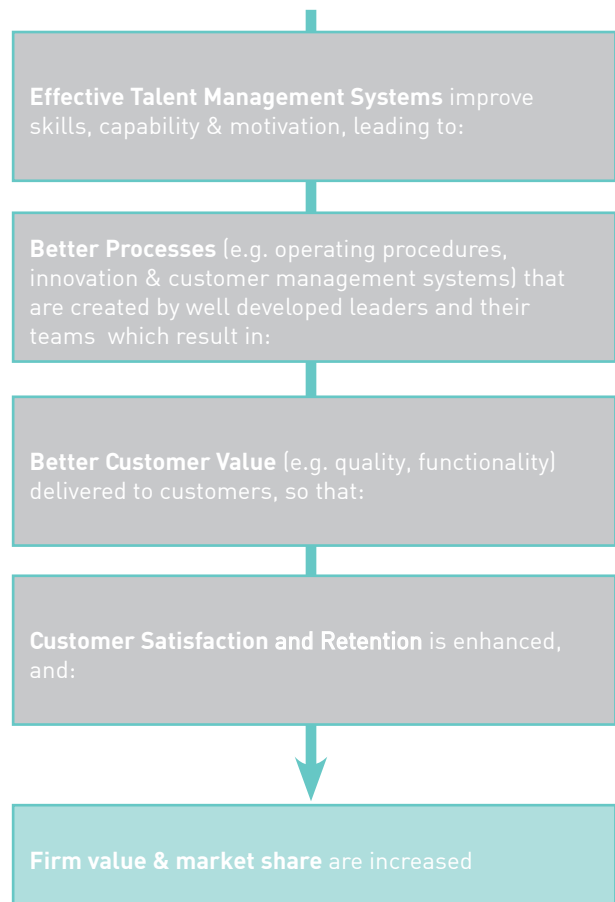 Effective Talent Management Systems improve
skills, capability & motivation, leading to:
Better Processes (e.g. operating procedures,
innovation & customer management systems) that
are created by well developed leaders and their
teams which result in:
Better Customer Value (e.g. quality, functionality)
delivered to customers, so that:
Customer Satisfaction and Retention is enhanced,
and:
Firm value & market share are increased